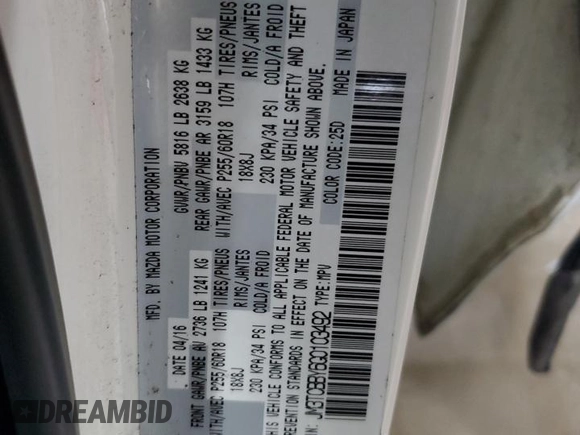 MFD. BY MAZDA MOTOR CORPORATION
DATE 04/16 GVWR/PNBV 5816 LB 2638 KG
FRONT GAWR/PNBE AV 2736 LB 1241 KG REAR GAWR/PNBE AR 3159 LB 1433 KG
WITH/AVEC P255/60R18 107H TIRES/PNEUS WITH/AVEC P255/60R18 107H TIRES/PNEUS
18X8J RIMS/JANTES 18X8J RIMS/JANTES
230 KPA/34 PSI COLD/A FROID 230 KPA/34 PSI COLD/A FROID
THIS VEHICLE CONFORMS TO ALL APPLICABLE FEDERAL MOTOR VEHICLE SAFETY AND THEFT
PREVENTION STANDARDS IN EFFECT ON THE DATE OF MANUFACTURE SHOWN ABOVE.
VIN: JM3TCBBY6G0103492 TYPE:MPV COLOR CODE:25D MADE IN JAPAN
DREAMBID